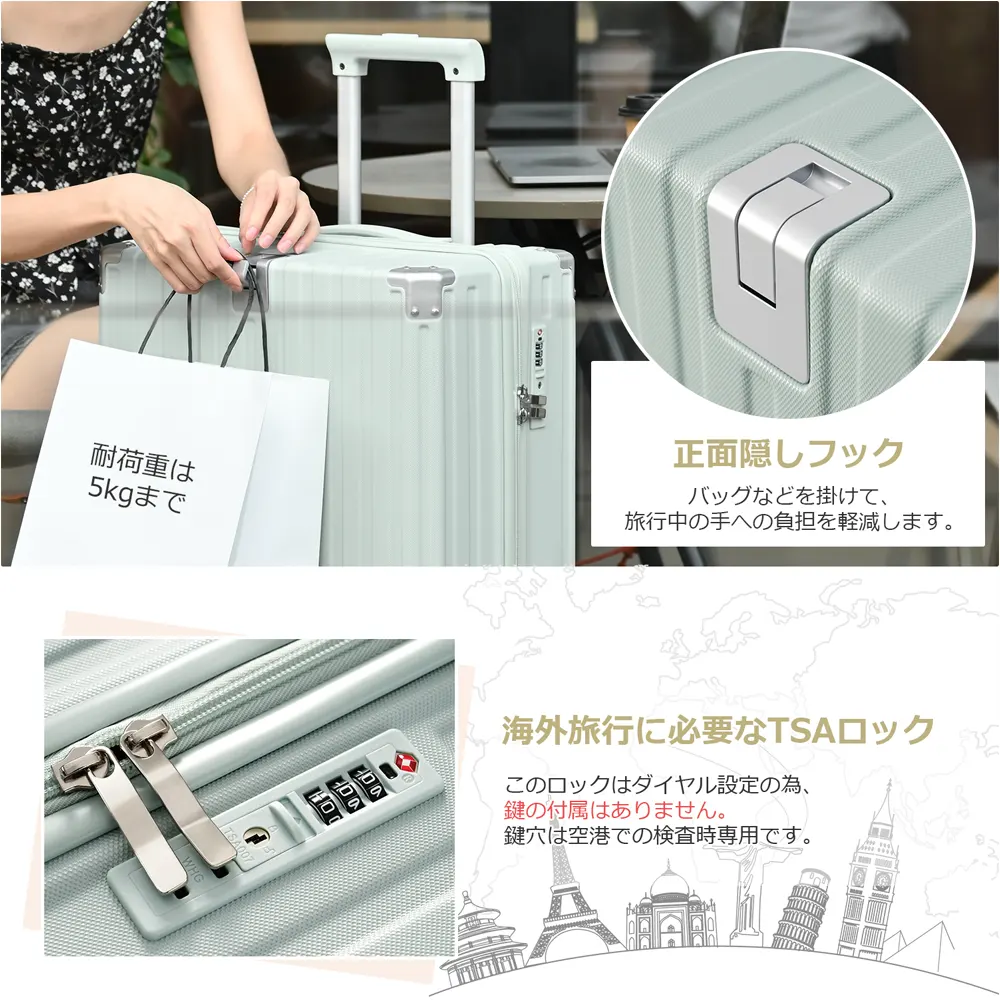 耐荷重は
5kgまで
正面隠しフック
バッグなどを掛けて、
旅行中の手への負担を軽減します。
海外旅行に必要なTSAロック
このロックはダイヤル設定の為、
鍵の付属はありません。
鍵穴は空港での検査時専用です。